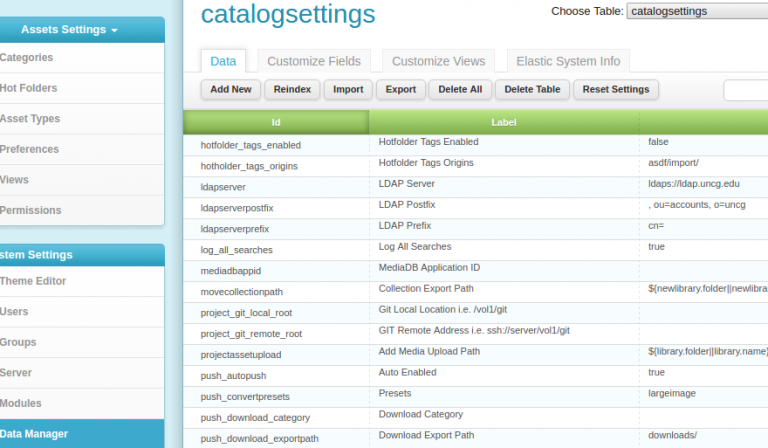 catalogsettings
Choose Table: catalogsettings
Assets Settings
Categories
Hot Folders
Asset Types
Preferences
Views
Permissions
stem Settings
Theme Editor
Users
Groups
Server
Modules
Data Manager
Data Customize Fields Customize Views Elastic System Info
Add New Reindex Import Export Delete All Delete Table Reset Settings
Id Label
hotfolder_tags_enabled Hotfolder Tags Enabled false
hotholder_tags_origins Hotfolder Tags Origins asdf/import/
ldapserver LDAP Server ldaps://ldap.uncg.edu
ldapserverpostfix LDAP Postfix , ou=accounts, o=uncg
ldapserverprefix LDAP Prefix cn=
log_all_searches Log All Searches true
mediadbappid MediaDB Application ID
movecollectionpath Collection Export Path ${newlibrary.folder||newlibra
project_git_local_root Git Local Location i.e. /vol1/git
project_git_remote_root GIT Remote Address i.e. ssh://server/vol1/git
projectassetupload Add Media Upload Path ${library.folder||library.name}
push_autopush Auto Enabled true
push_convertpresets Presets largeimage
push_download_category Download Category
push_download_exportpath Download Export Path downloads/